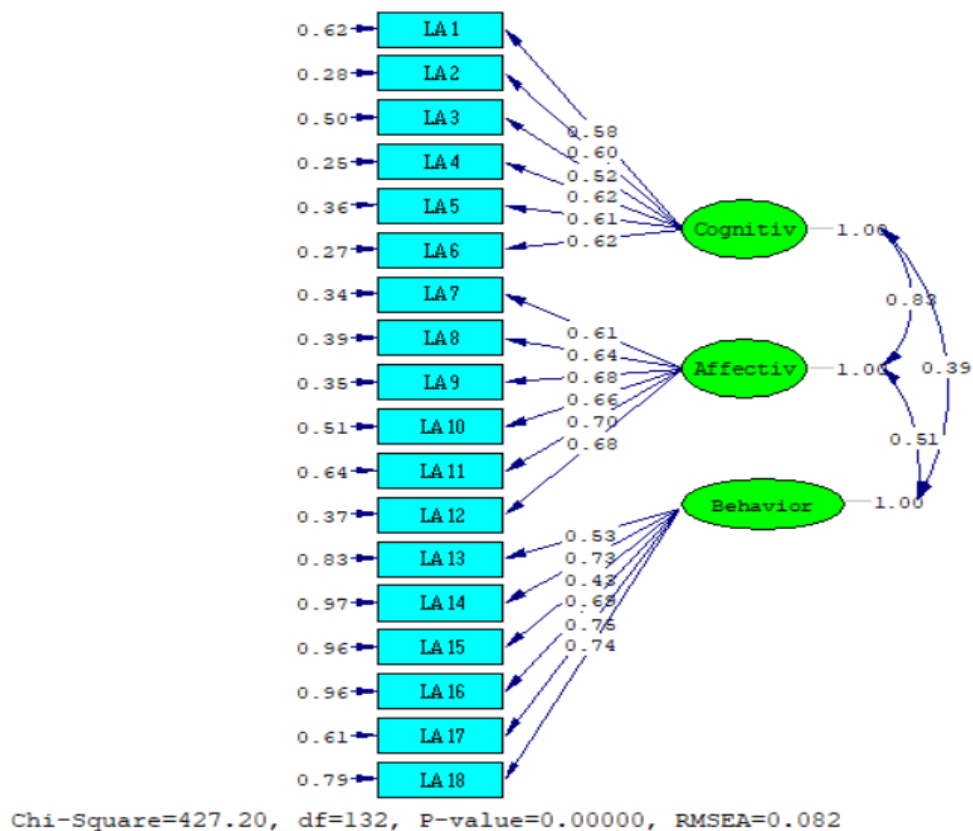 0.62 LA 1
0.28 LA 2
0.50 LA 3
0.25 LA 4
0.36 LA 5
0.27 LA 6
0.34 LA 7
0.39 LA 8
0.35 LA 9
0.51 LA 10
0.64 LA 11
0.37 LA 12
0.83 LA 13
0.97 LA 14
0.96 LA 15
0.96 LA 16
0.61 LA 17
0.79 LA 18
0.58
0.60
0.52
0.62
0.61
0.62
0.61
0.64
0.68
0.66
0.70
0.68
0.53
0.73
0.43
0.69
0.75
0.74
Cognitiv 1.00
Affectiv 1.00
Behavior 1.00
0.83
0.39
0.51
Chi-Square=427.20, df=132, P-value=0.00000, RMSEA=0.082